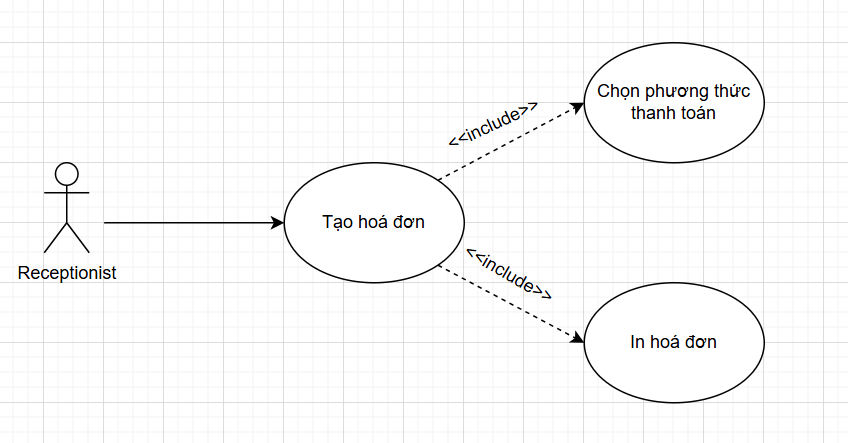 <<include>>
Chọn phương thức
thanh toán
Tạo hoá đơn
Receptionist
<<include>>
In hoá đơn